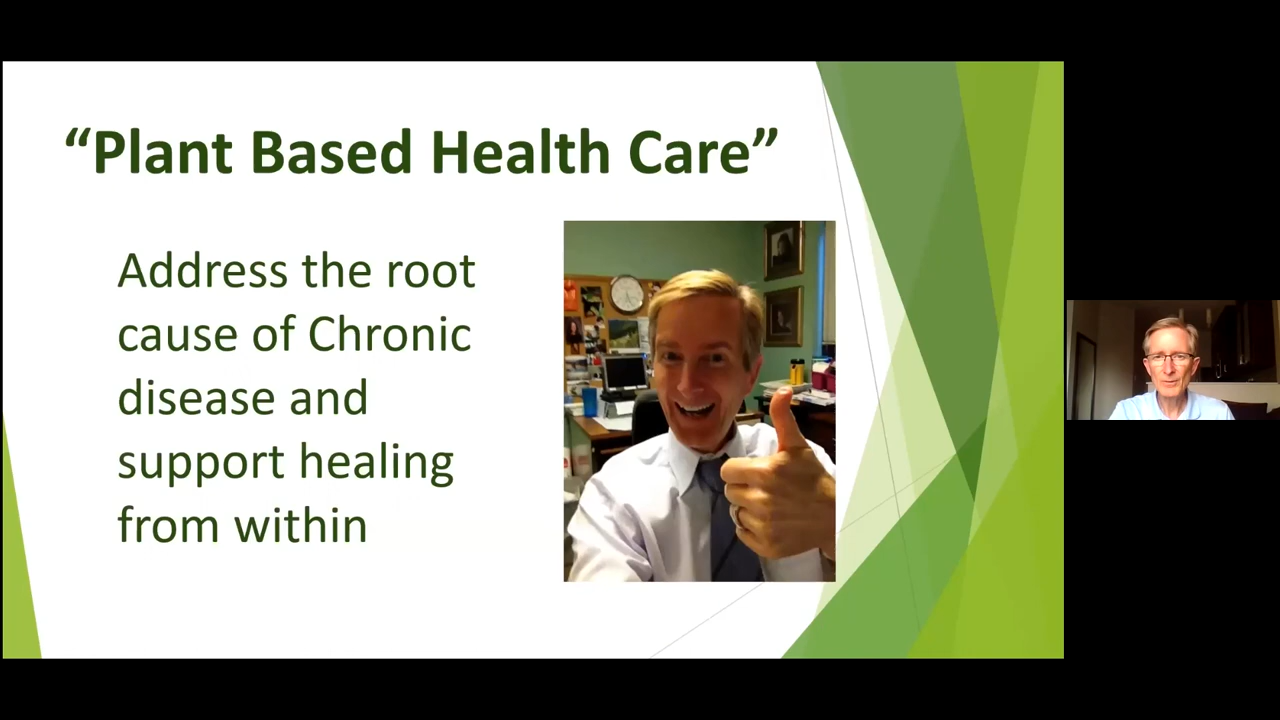 “Plant Based Health Care”
Address the root
cause of Chronic
disease and
support healing
from within